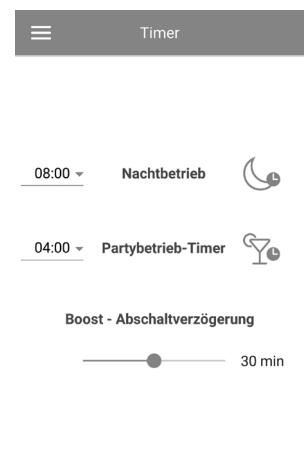 Timer
08:00 Nachtbetrieb
04:00 Partybetrieb-Timer
Boost - Abschaltverzögerung
30 min